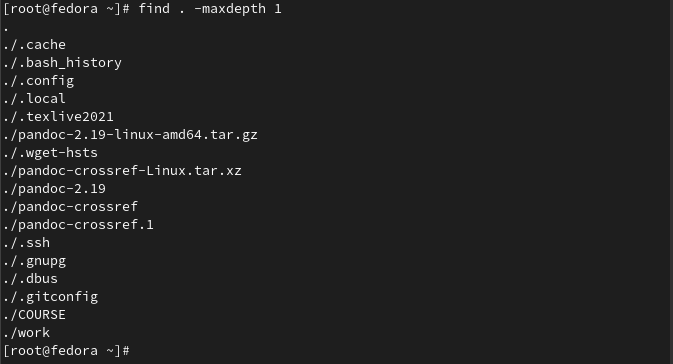 [root@fedora ~]# find . -maxdepth 1
.
./.cache
./.bash_history
./.config
./.local
./.texlive2021
./pandoc-2.19-linux-amd64.tar.gz
./.wget-hsts
./pandoc-crossref-Linux.tar.xz
./pandoc-2.19
./pandoc-crossref
./pandoc-crossref.1
./.ssh
./.gnupg
./.dbus
./.gitconfig
./COURSE
./work
[root@fedora ~]#